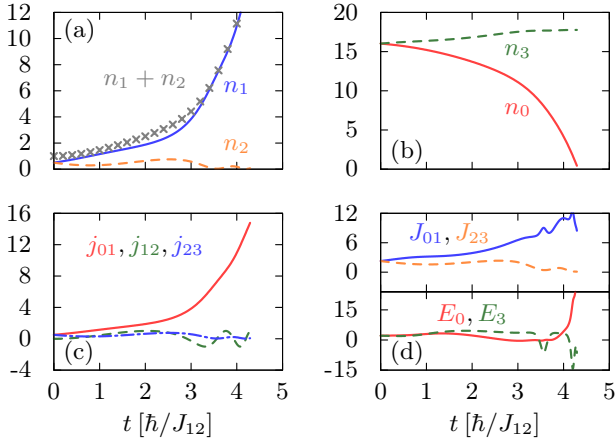 12
10
8
6
4
2
0
(a)
n₁ + n₂
n₁
n₂
20
15
10
5
0
n₃
n₀
(b)
16
12
8
4
0
-4
j₀₁, j₁₂, j₂₃
(c)
0 1 2 3 4 5
t [ħ/J₁₂]
12
6
0
J₀₁, J₂₃
15
0
-15
E₀, E₃
(d)
0 1 2 3 4 5
t [ħ/J₁₂]